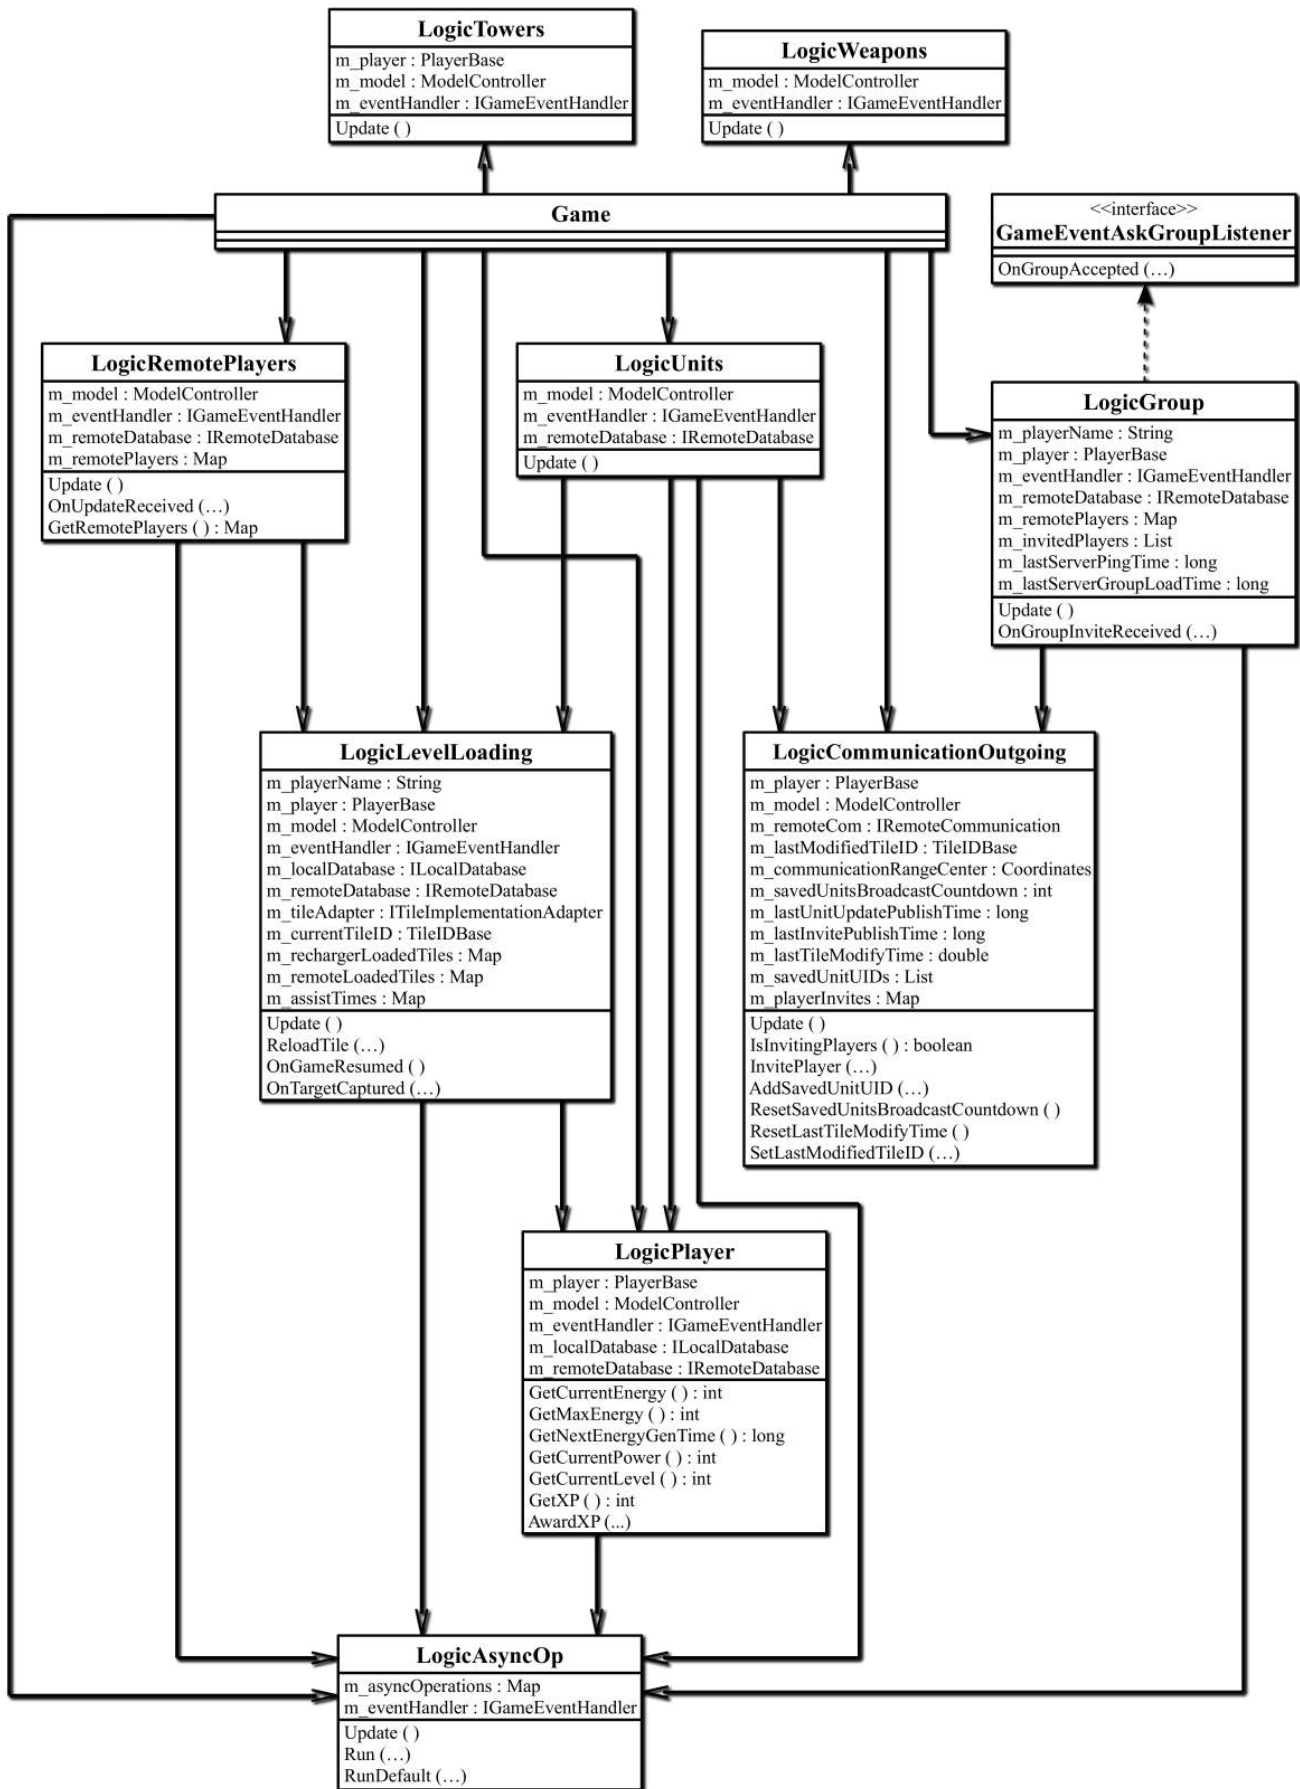 LogicTowers
m_player : PlayerBase
m_model : ModelController
m_eventHandler : IGameEventHandler
Update ( )
LogicWeapons
m_model : ModelController
m_eventHandler : IGameEventHandler
Update ( )
Game
<<interface>>
GameEventAskGroupListener
OnGroupAccepted (…)
LogicRemotePlayers
m_model : ModelController
m_eventHandler : IGameEventHandler
m_remoteDatabase : IRemoteDatabase
m_remotePlayers : Map
Update ( )
OnUpdateReceived (…)
GetRemotePlayers ( ) : Map
LogicUnits
m_model : ModelController
m_eventHandler : IGameEventHandler
m_remoteDatabase : IRemoteDatabase
Update ( )
LogicGroup
m_playerName : String
m_player : PlayerBase
m_eventHandler : IGameEventHandler
m_remoteDatabase : IRemoteDatabase
m_remotePlayers : Map
m_invitedPlayers : List
m_lastServerPingTime : long
m_lastServerGroupLoadTime : long
Update ( )
OnGroupInviteReceived (…)
LogicLevelLoading
m_playerName : String
m_player : PlayerBase
m_model : ModelController
m_eventHandler : IGameEventHandler
m_localDatabase : ILocalDatabase
m_remoteDatabase : IRemoteDatabase
m_tileAdapter : ITileImplementationAdapter
m_currentTileID : TileIDBase
m_rechargerLoadedTiles : Map
m_remoteLoadedTiles : Map
m_assistTimes : Map
Update ( )
ReloadTile (…)
OnGameResumed ( )
OnTargetCaptured (…)
LogicCommunicationOutgoing
m_player : PlayerBase
m_model : ModelController
m_remoteCom : IRemoteCommunication
m_lastModifiedTileID : TileIDBase
m_communicationRangeCenter : Coordinates
m_savedUnitsBroadcastCountdown : int
m_lastUnitUpdatePublishTime : long
m_lastInvitePublishTime : long
m_lastTileModifyTime : double
m_savedUnitUIDs : List
m_playerInvites : Map
Update ( )
IsInvitingPlayers ( ) : boolean
InvitePlayer (…)
AddSavedUnitUID (…)
ResetSavedUnitsBroadcastCountdown ( )
ResetLastTileModifyTime ( )
SetLastModifiedTileID (…)
LogicPlayer
m_player : PlayerBase
m_model : ModelController
m_eventHandler : IGameEventHandler
m_localDatabase : ILocalDatabase
m_remoteDatabase : IRemoteDatabase
GetCurrentEnergy ( ) : int
GetMaxEnergy ( ) : int
GetNextEnergyGenTime ( ) : long
GetCurrentPower ( ) : int
GetCurrentLevel ( ) : int
GetXP ( ) : int
AwardXP (...)
LogicAsyncOp
m_asyncOperations : Map
m_eventHandler : IGameEventHandler
Update ( )
Run (…)
RunDefault (…)